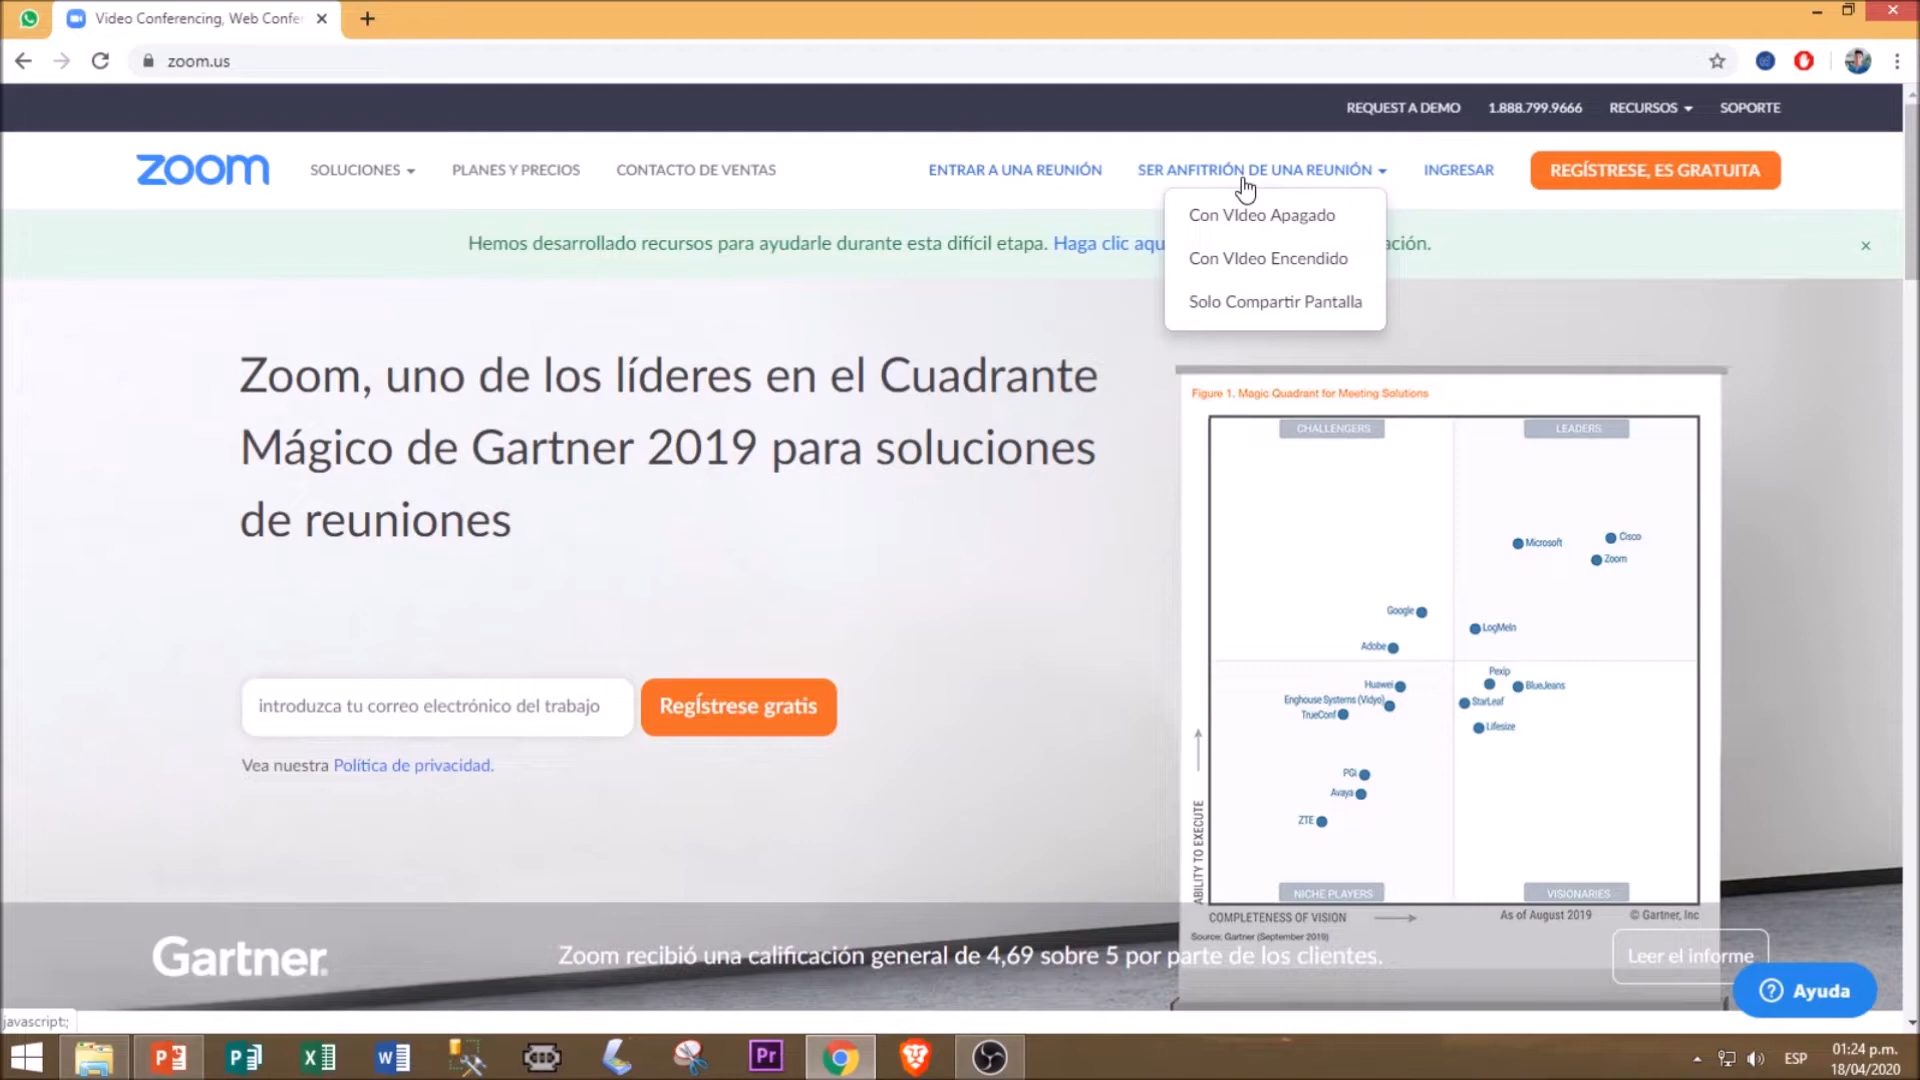 Video Conferencing, Web Confe
zoom.us
REQUEST A DEMO 1.888.799.9666 RECURSOS SOPORTE
zoom SOLUCIONES PLANES Y PRECIOS CONTACTO DE VENTAS ENTRAR A UNA REUNIÓN SER ANFITRIÓN DE UNA REUNIÓN INGRESAR REGÍSTRESE, ES GRATUITA
Con VIdeo Apagado
Con VIdeo Encendido
Solo Compartir Pantalla
Hemos desarrollado recursos para ayudarle durante esta difícil etapa. Haga clic aqu ación. ×
Zoom, uno de los líderes en el Cuadrante
Mágico de Gartner 2019 para soluciones
de reuniones
introduzca tu correo electrónico del trabajo
RegÍstrese gratis
Vea nuestra Política de privacidad.
Figure 1. Magic Quadrant for Meeting Solutions
CHALLENGERS LEADERS
Cisco
Microsoft
Zoom
Google
LogMeIn
Adobe
Pexip
Huawei
BlueJeans
Enghouse Systems (Vidyo)
StarLeaf
TrueConf
Lifesize
PGi
Avaya
ZTE
ABILITY TO EXECUTE
NICHE PLAYERS VISIONARIES
COMPLETENESS OF VISION
As of August 2019 © Gartner, Inc
Source: Gartner (September 2019)
Gartner.
Zoom recibió una calificación general de 4,69 sobre 5 por parte de los clientes.
Leer el informe
Ayuda
javascript:;
ESP
01:24 p.m.
18/04/2020